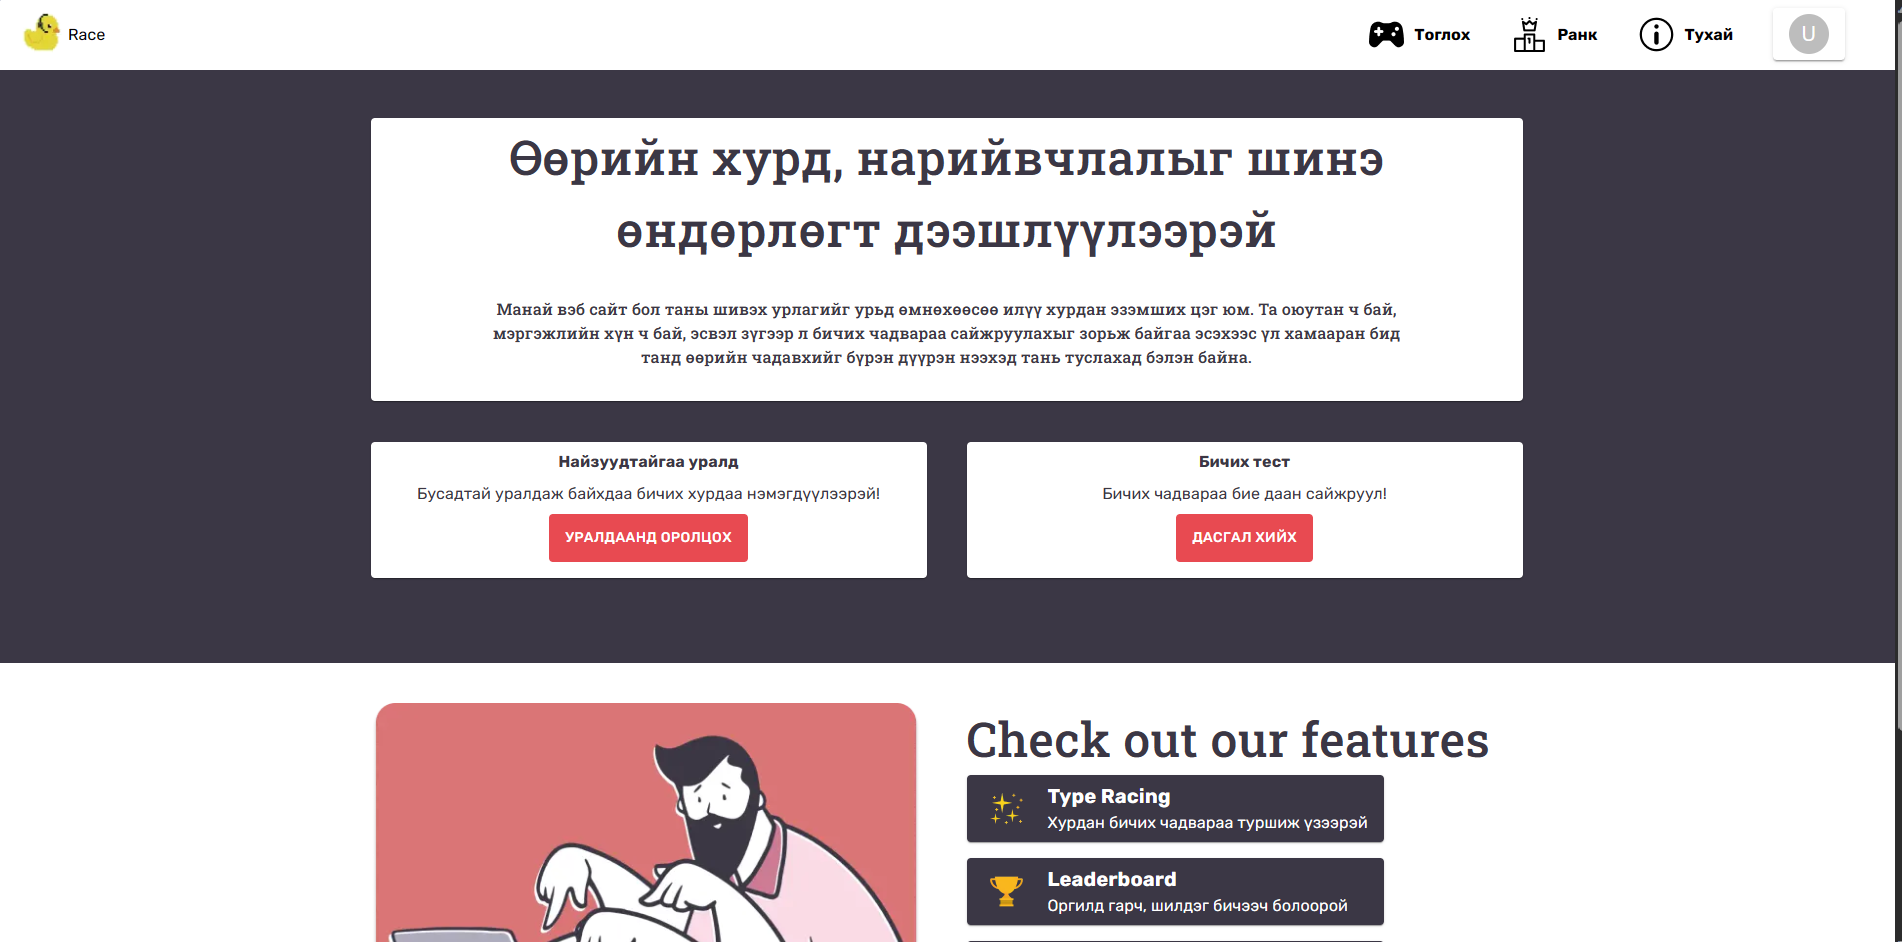 Race
Тоглох
Ранк
Тухай
U
Өөрийн хурд, нарийвчлалыг шинэ
өндөрлөгт дээшлүүлээрэй
Манай вэб сайт бол таны шивэх урлагийг урьд өмнөхөөсөө илүү хурдан эзэмших цэг юм. Та оюутан ч бай,
мэргэжлийн хүн ч бай, эсвэл зүгээр л бичих чадвараа сайжруулахыг зорьж байгаа эсэхээс үл хамааран бид
танд өөрийн чадавхийг бүрэн дүүрэн нээхэд тань туслахад бэлэн байна.
Найзуудтайгаа уралд
Бусадтай уралдаж байхдаа бичих хурдаа нэмэгдүүлээрэй!
УРАЛДААНД ОРОЛЦОХ
Бичих тест
Бичих чадвараа бие даан сайжруул!
ДАСГАЛ ХИЙХ
Check out our features
Type Racing
Хурдан бичих чадвараа туршиж үзээрэй
Leaderboard
Оргилд гарч, шилдэг бичээч болоорой